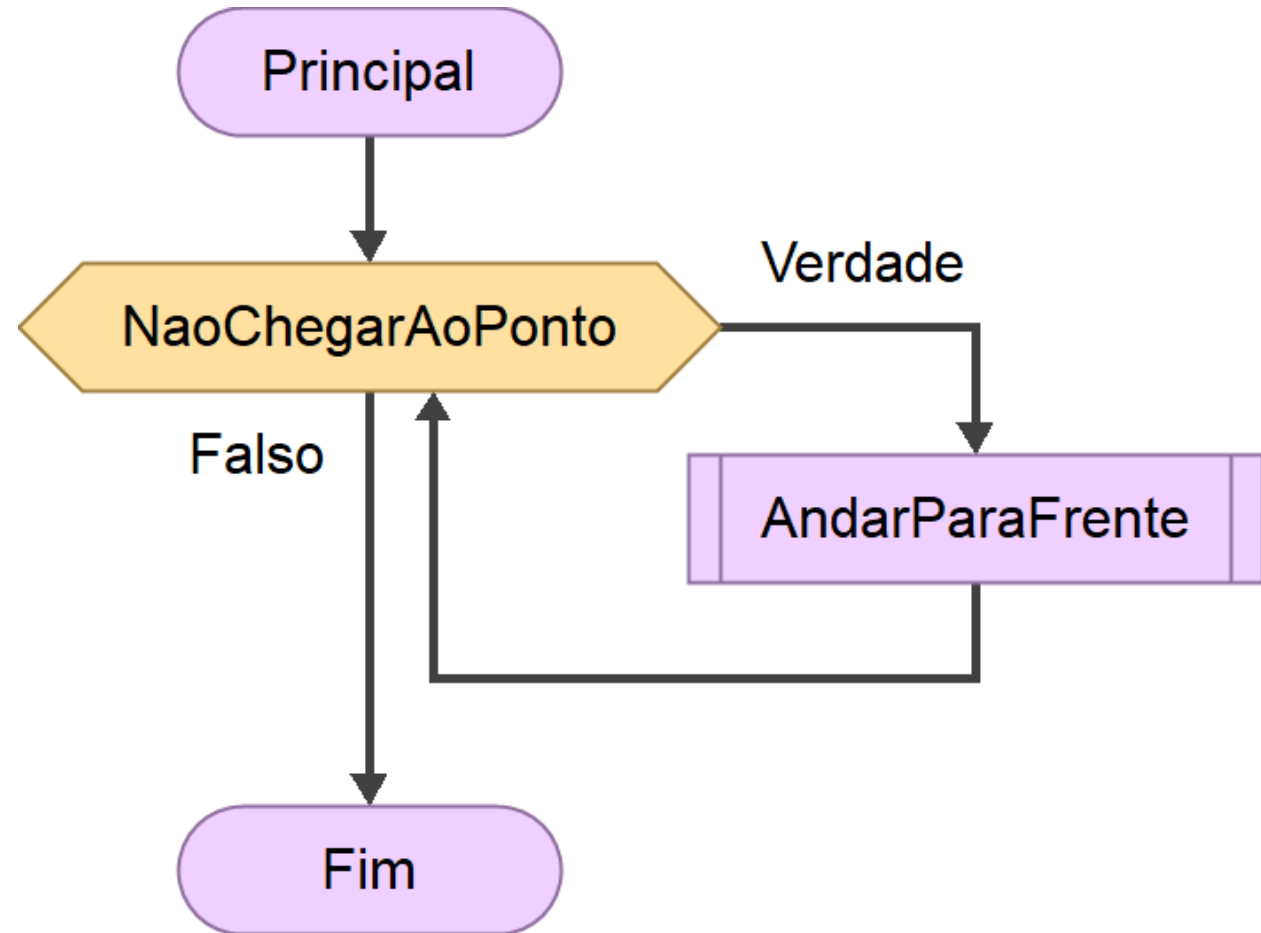 Principal
NaoChegarAoPonto
Verdade
Falso
AndarParaFrente
Fim